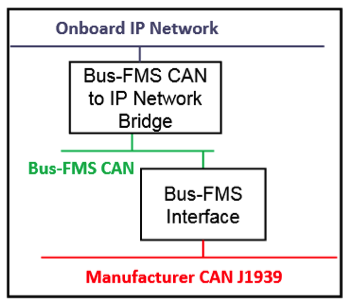 Onboard IP Network
Bus-FMS CAN
to IP Network
Bridge
Bus-FMS CAN
Bus-FMS
Interface
Manufacturer CAN J1939